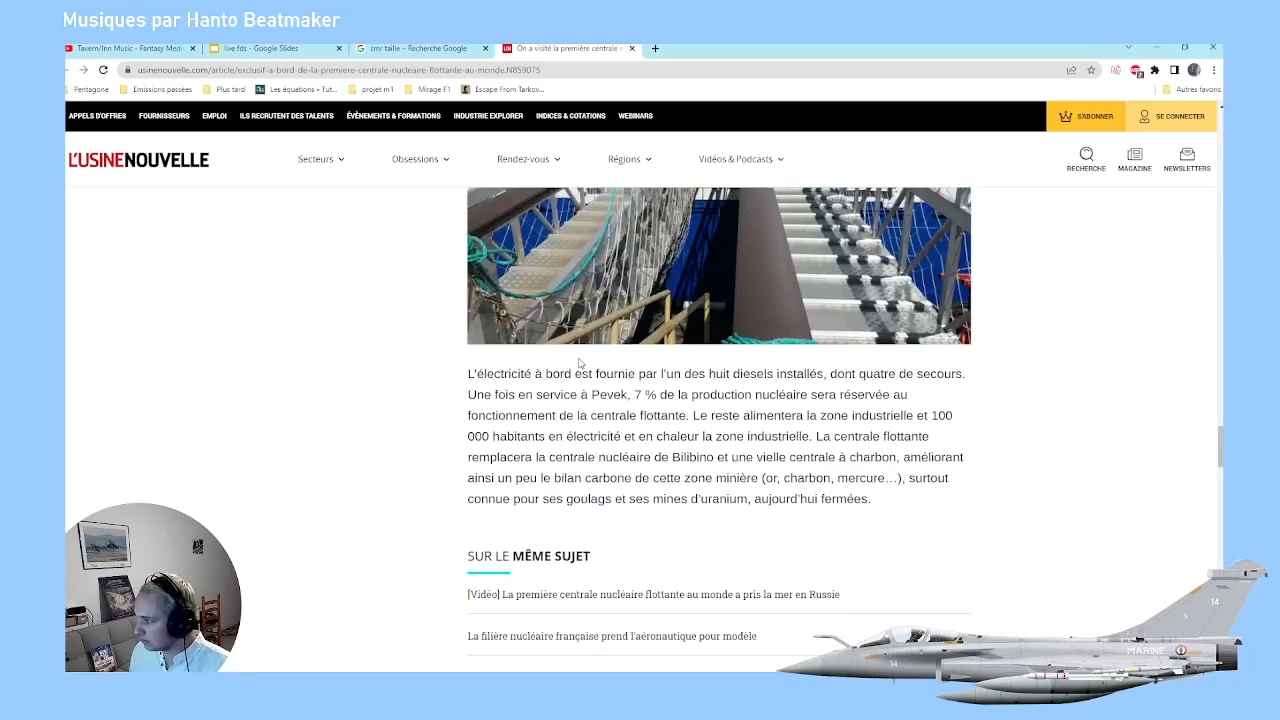 Musiques par Hanto Beatmaker
Tavern/Inn Music - Fantasy Medi
live fds - Google Slides
smr taille – Recherche Google
On a visité la première centrale n
usinenouvelle.com/article/exclusif-a-bord-de-la-premiere-centrale-nucleaire-flottante-au-monde.N859075
Pentagone
Emissions passées
Plus tard
Les équations • Tut...
projet m1
Mirage F1
Escape From Tarkov...
Autres favoris
APPELS D'OFFRES
FOURNISSEURS
EMPLOI
ILS RECRUTENT DES TALENTS
ÉVÈNEMENTS & FORMATIONS
INDUSTRIE EXPLORER
INDICES & COTATIONS
WEBINARS
S'ABONNER
SE CONNECTER
L'USINENOUVELLE
Secteurs
Obsessions
Rendez-vous
Régions
Vidéos & Podcasts
RECHERCHE
MAGAZINE
NEWSLETTERS
L'électricité à bord est fournie par l'un des huit diesels installés, dont quatre de secours.
Une fois en service à Pevek, 7 % de la production nucléaire sera réservée au
fonctionnement de la centrale flottante. Le reste alimentera la zone industrielle et 100
000 habitants en électricité et en chaleur la zone industrielle. La centrale flottante
remplacera la centrale nucléaire de Bilibino et une vielle centrale à charbon, améliorant
ainsi un peu le bilan carbone de cette zone minière (or, charbon, mercure…), surtout
connue pour ses goulags et ses mines d'uranium, aujourd'hui fermées.
SUR LE MÊME SUJET
[Vidéo] La première centrale nucléaire flottante au monde a pris la mer en Russie
La filière nucléaire française prend l'aéronautique pour modèle
14
14
MARINE